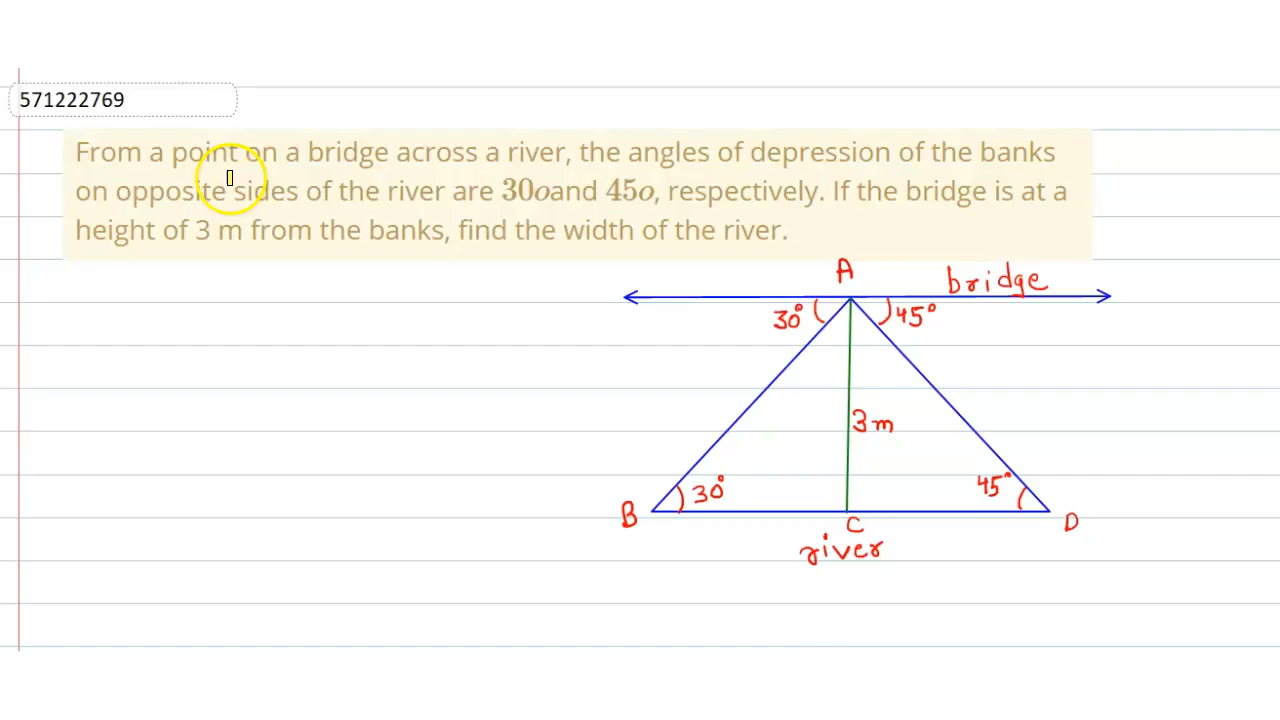 571222769
From a point on a bridge across a river, the angles of depression of the banks
on opposite sides of the river are 30o and 45o, respectively. If the bridge is at a
height of 3 m from the banks, find the width of the river.
A
bridge
30° 45°
3m
30° 45°
B C D
river